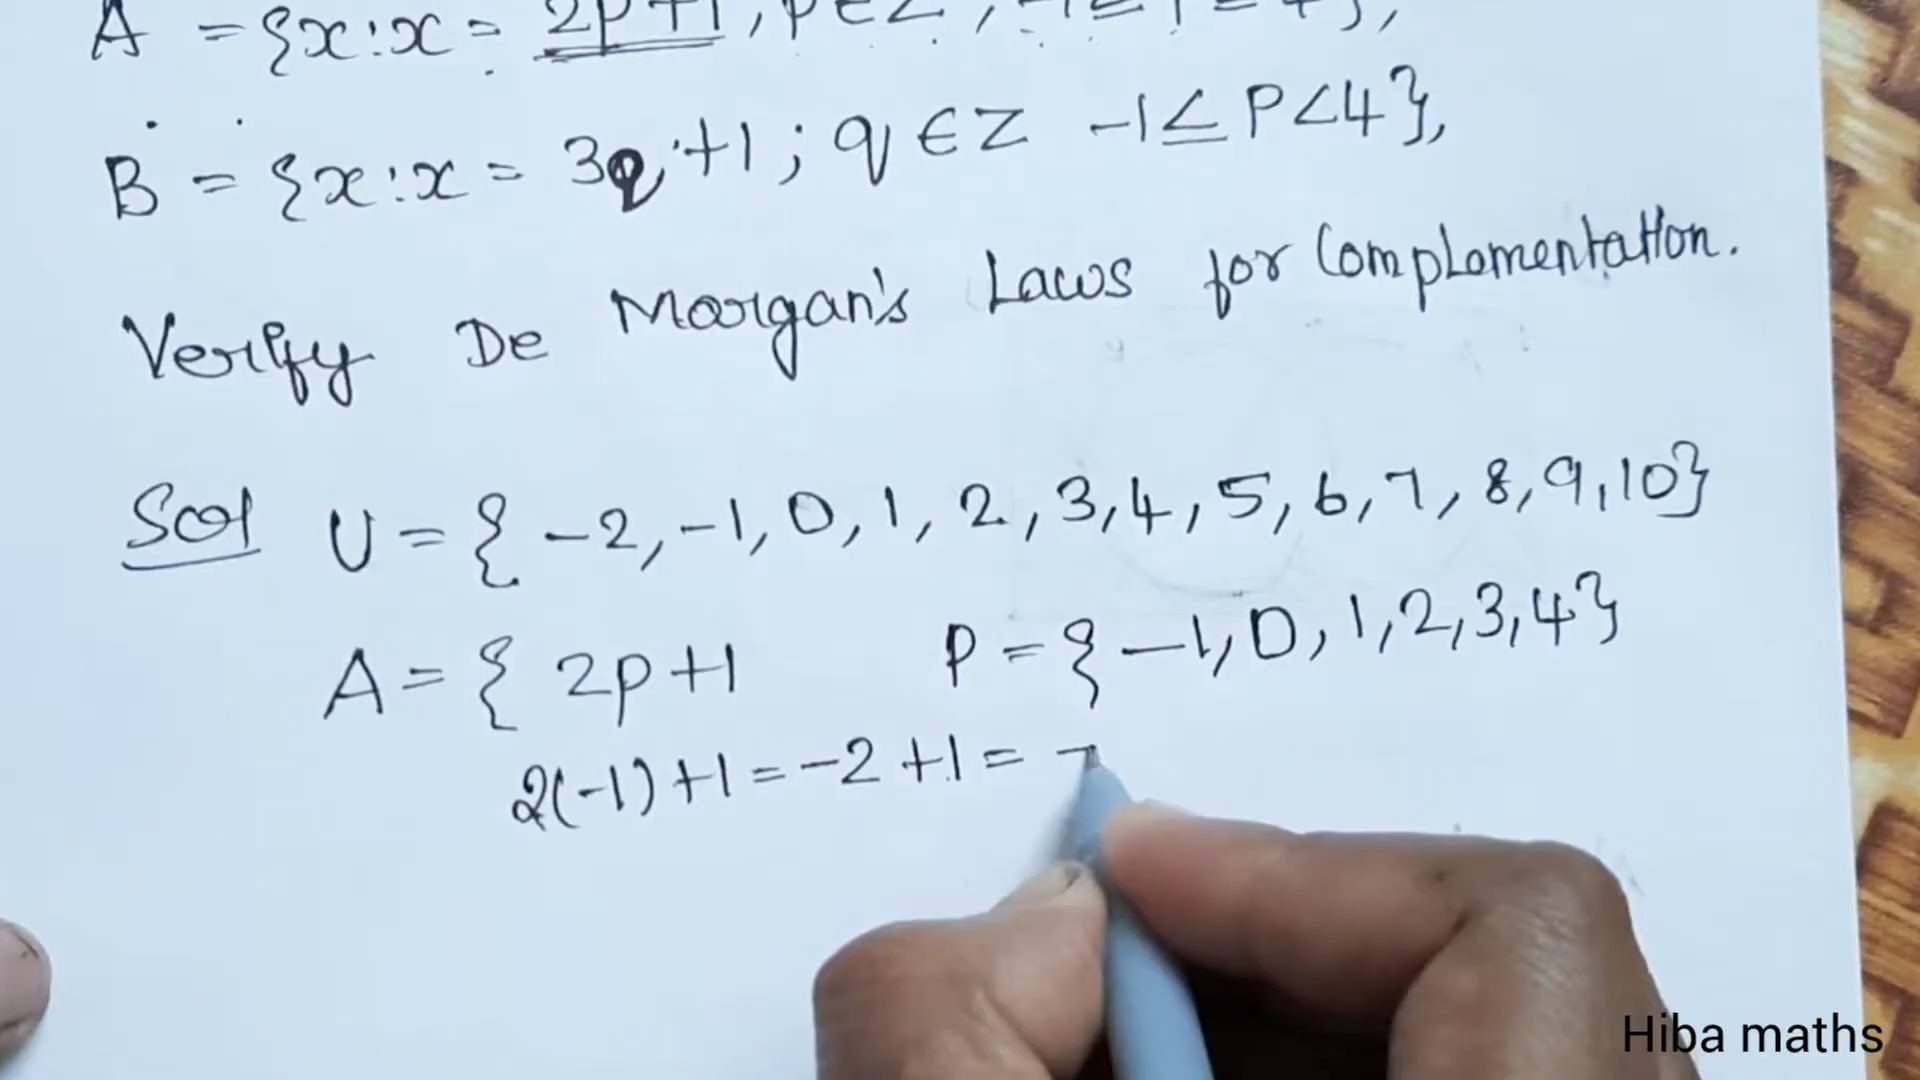 A = {x:x = 2p+1, p∈Z,
B = {x:x = 3q+1; q∈Z -1≤P<4},
Verify De Morgan's Laws for Complementation.
Sol U = { -2, -1, 0, 1, 2, 3, 4, 5, 6, 7, 8, 9, 10}
A = { 2p+1 P = { -1, 0, 1, 2, 3, 4}
2(-1)+1 = -2+1 = -
Hiba maths